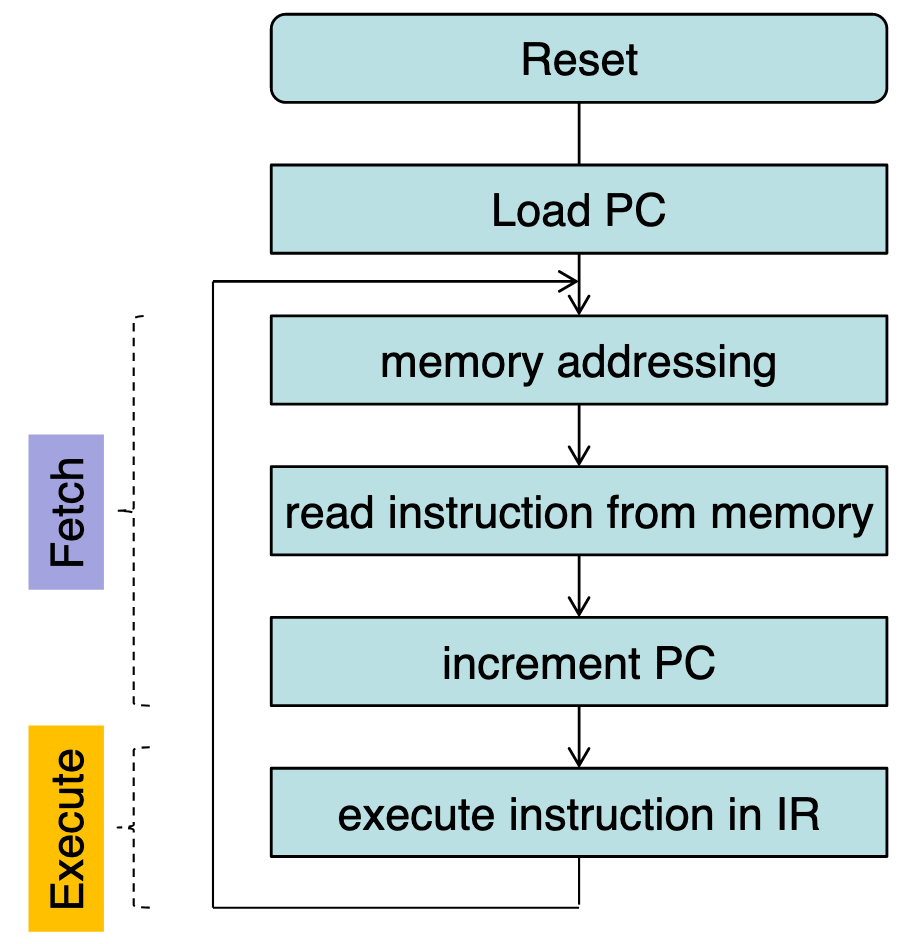 Reset
Load PC
memory addressing
read instruction from memory
increment PC
execute instruction in IR
Fetch
Execute